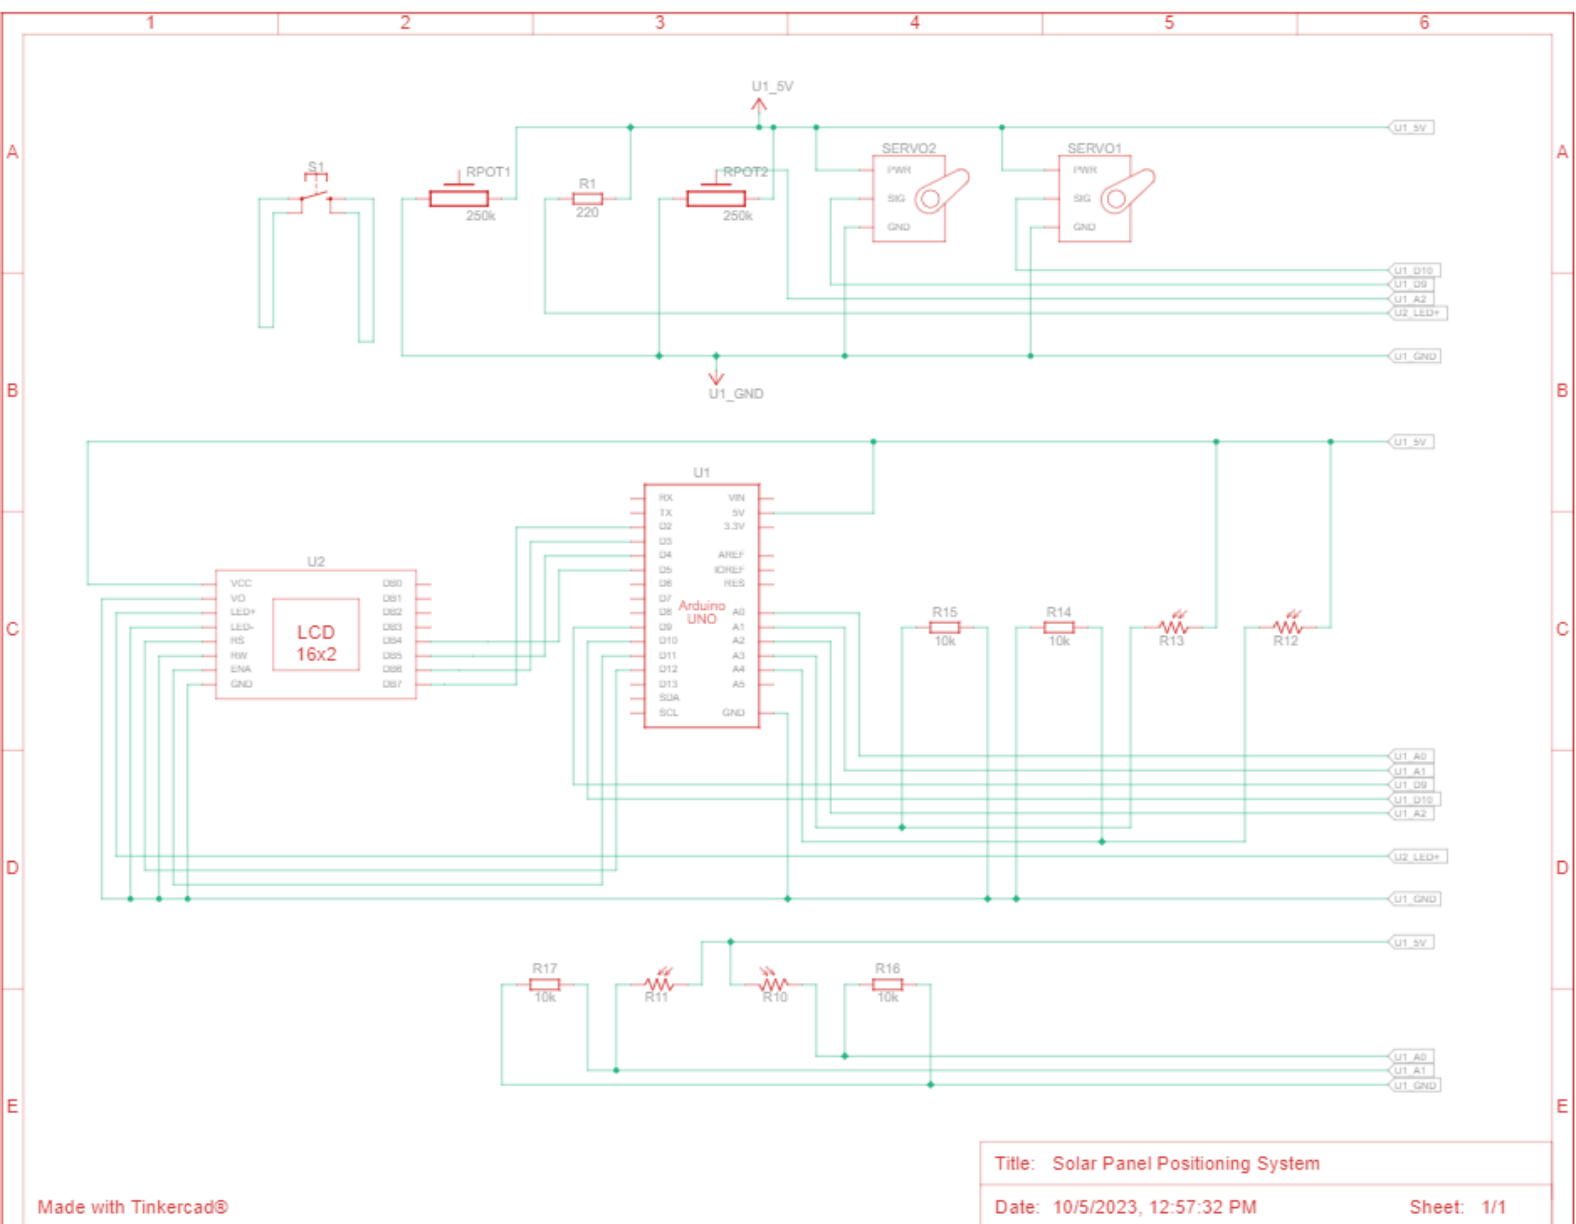 1 2 3 4 5 6
U1_5V
U1_5V
A A
SERVO2 SERVO1
S1 RPOT1 R1 RPOT2
PWR PWR
SIG SIG
250k 220 250k
GND GND
U1_D10
U1_D9
U1_A2
U2_LED+
U1_GND
B B
U1_GND
U1_5V
U1
RX VIN
TX 5V
D2 3.3V
D3
D4 AREF
D5 IOREF
D6 RES
D7
D8 A0
D9 A1
D10 A2
D11 A3
D12 A4
D13 A5
SDA
SCL GND
Arduino
UNO
U2
VCC DB0
VO DB1
LED+ DB2
LED- DB3
RS DB4
RW DB5
ENA DB6
GND DB7
LCD
16x2
R15 R14
10k 10k R13 R12
C C
U1_A0
U1_A1
U1_D9
U1_D10
U1_A2
U2_LED+
D D
U1_GND
U1_5V
R17 R16
10k R11 R10 10k
U1_A0
U1_A1
U1_GND
E E
Title: Solar Panel Positioning System
Made with Tinkercad®
Date: 10/5/2023, 12:57:32 PM Sheet: 1/1